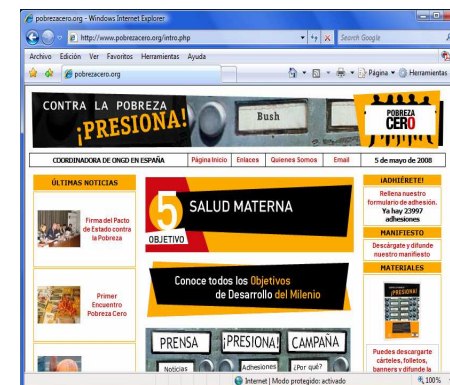 pobrezacero.org - Windows Internet Explorer
http://www.pobrezacero.org/intro.php
Search Google
Archivo Edición Ver Favoritos Herramientas Ayuda
pobrezacero.org
Página Herramientas
CONTRA LA POBREZA
¡PRESIONA!
Bush
POBREZA
CERO
COORDINADORA DE ONGD EN ESPAÑA
Página Inicio
Enlaces
Quienes Somos
Email
5 de mayo de 2008
ÚLTIMAS NOTICIAS
Firma del Pacto
de Estado contra
la Pobreza
Primer
Encuentro
Pobreza Cero
5
OBJETIVO
SALUD MATERNA
Conoce todos los Objetivos
de Desarrollo del Milenio
PRENSA
¡PRESIONA!
CAMPAÑA
Noticias
Adhesiones
¿Por qué?
¡ADHIÉRETE!
Rellena nuestro
formulario de adhesión.
Ya hay 23997
adhesiones
MANIFIESTO
Descárgate y difunde
nuestro manifiesto
MATERIALES
¡PRESIONA!
Puedes descargarte
cárteles, folletos,
banners y difunde la
Internet | Modo protegido: activado
100%